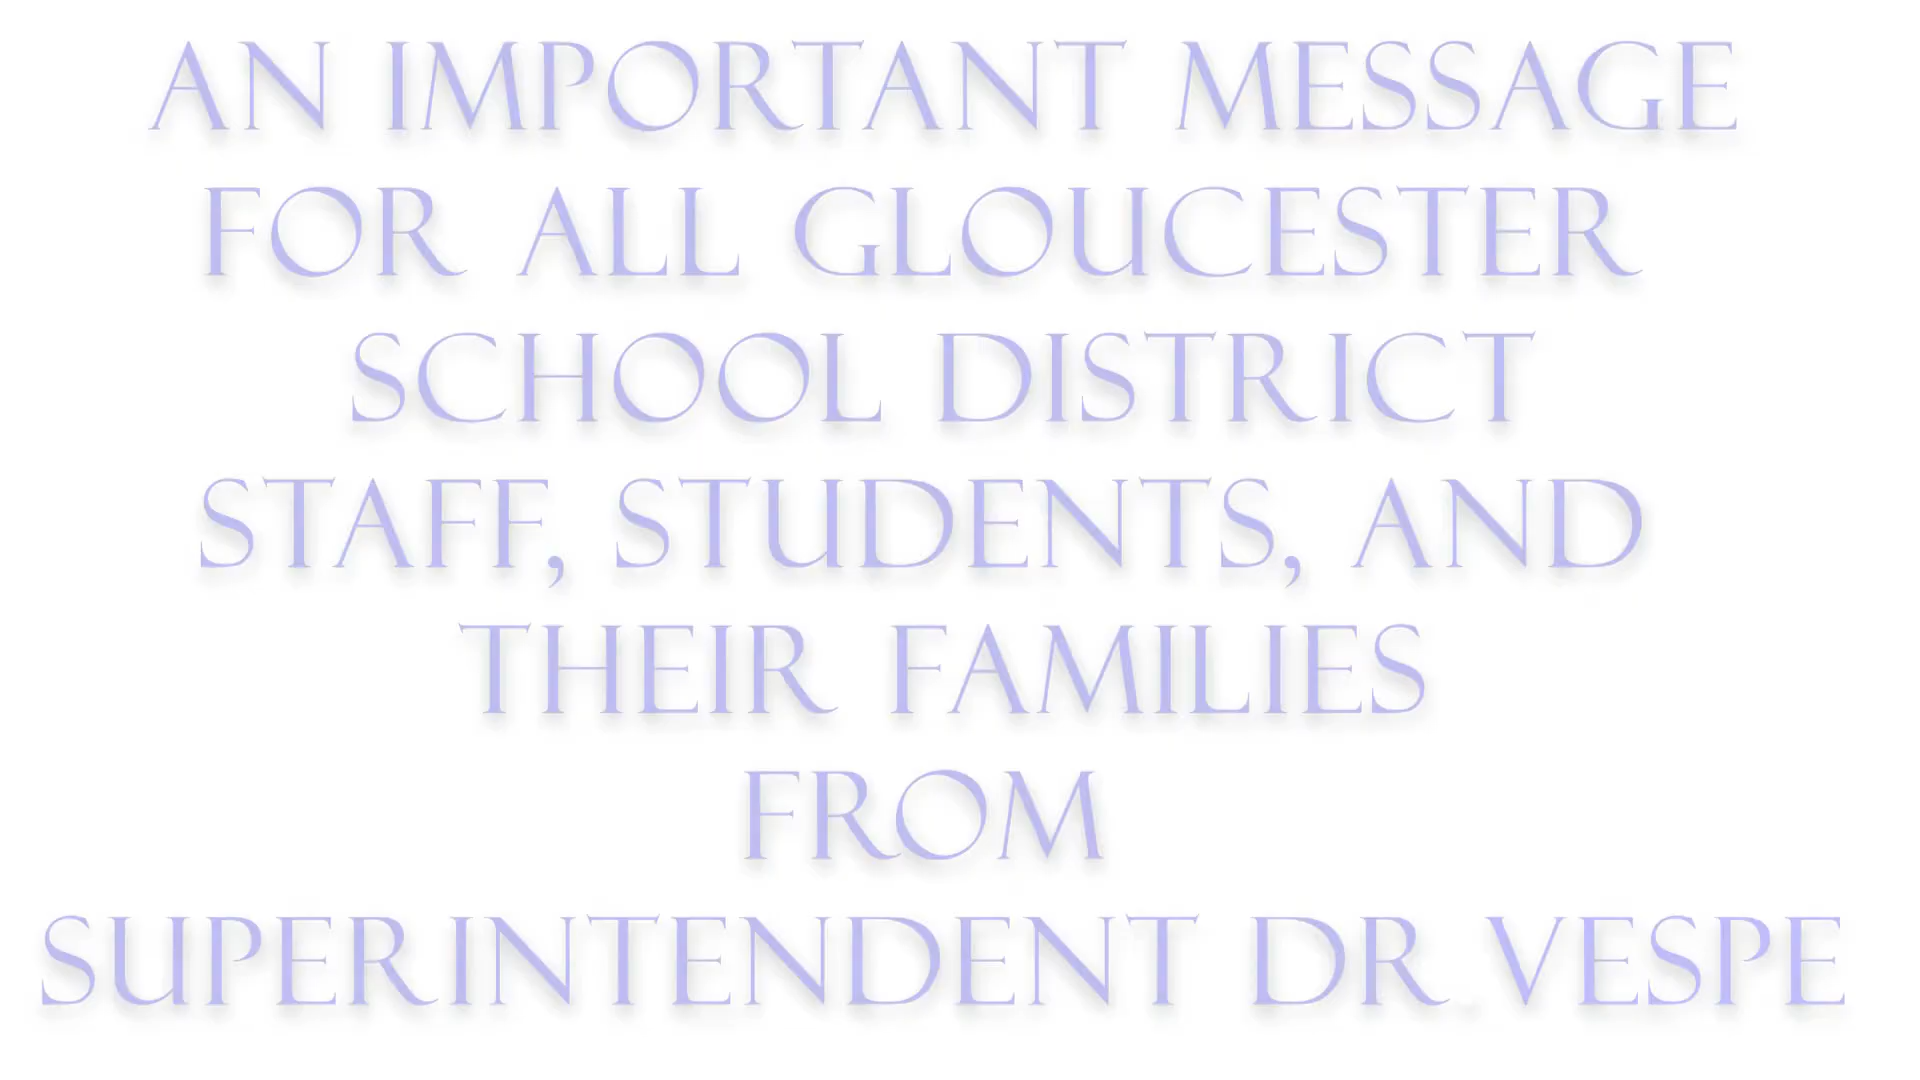 AN IMPORTANT MESSAGE
FOR ALL GLOUCESTER
SCHOOL DISTRICT
STAFF, STUDENTS, AND
THEIR FAMILIES
FROM
SUPERINTENDENT DR. VESPE